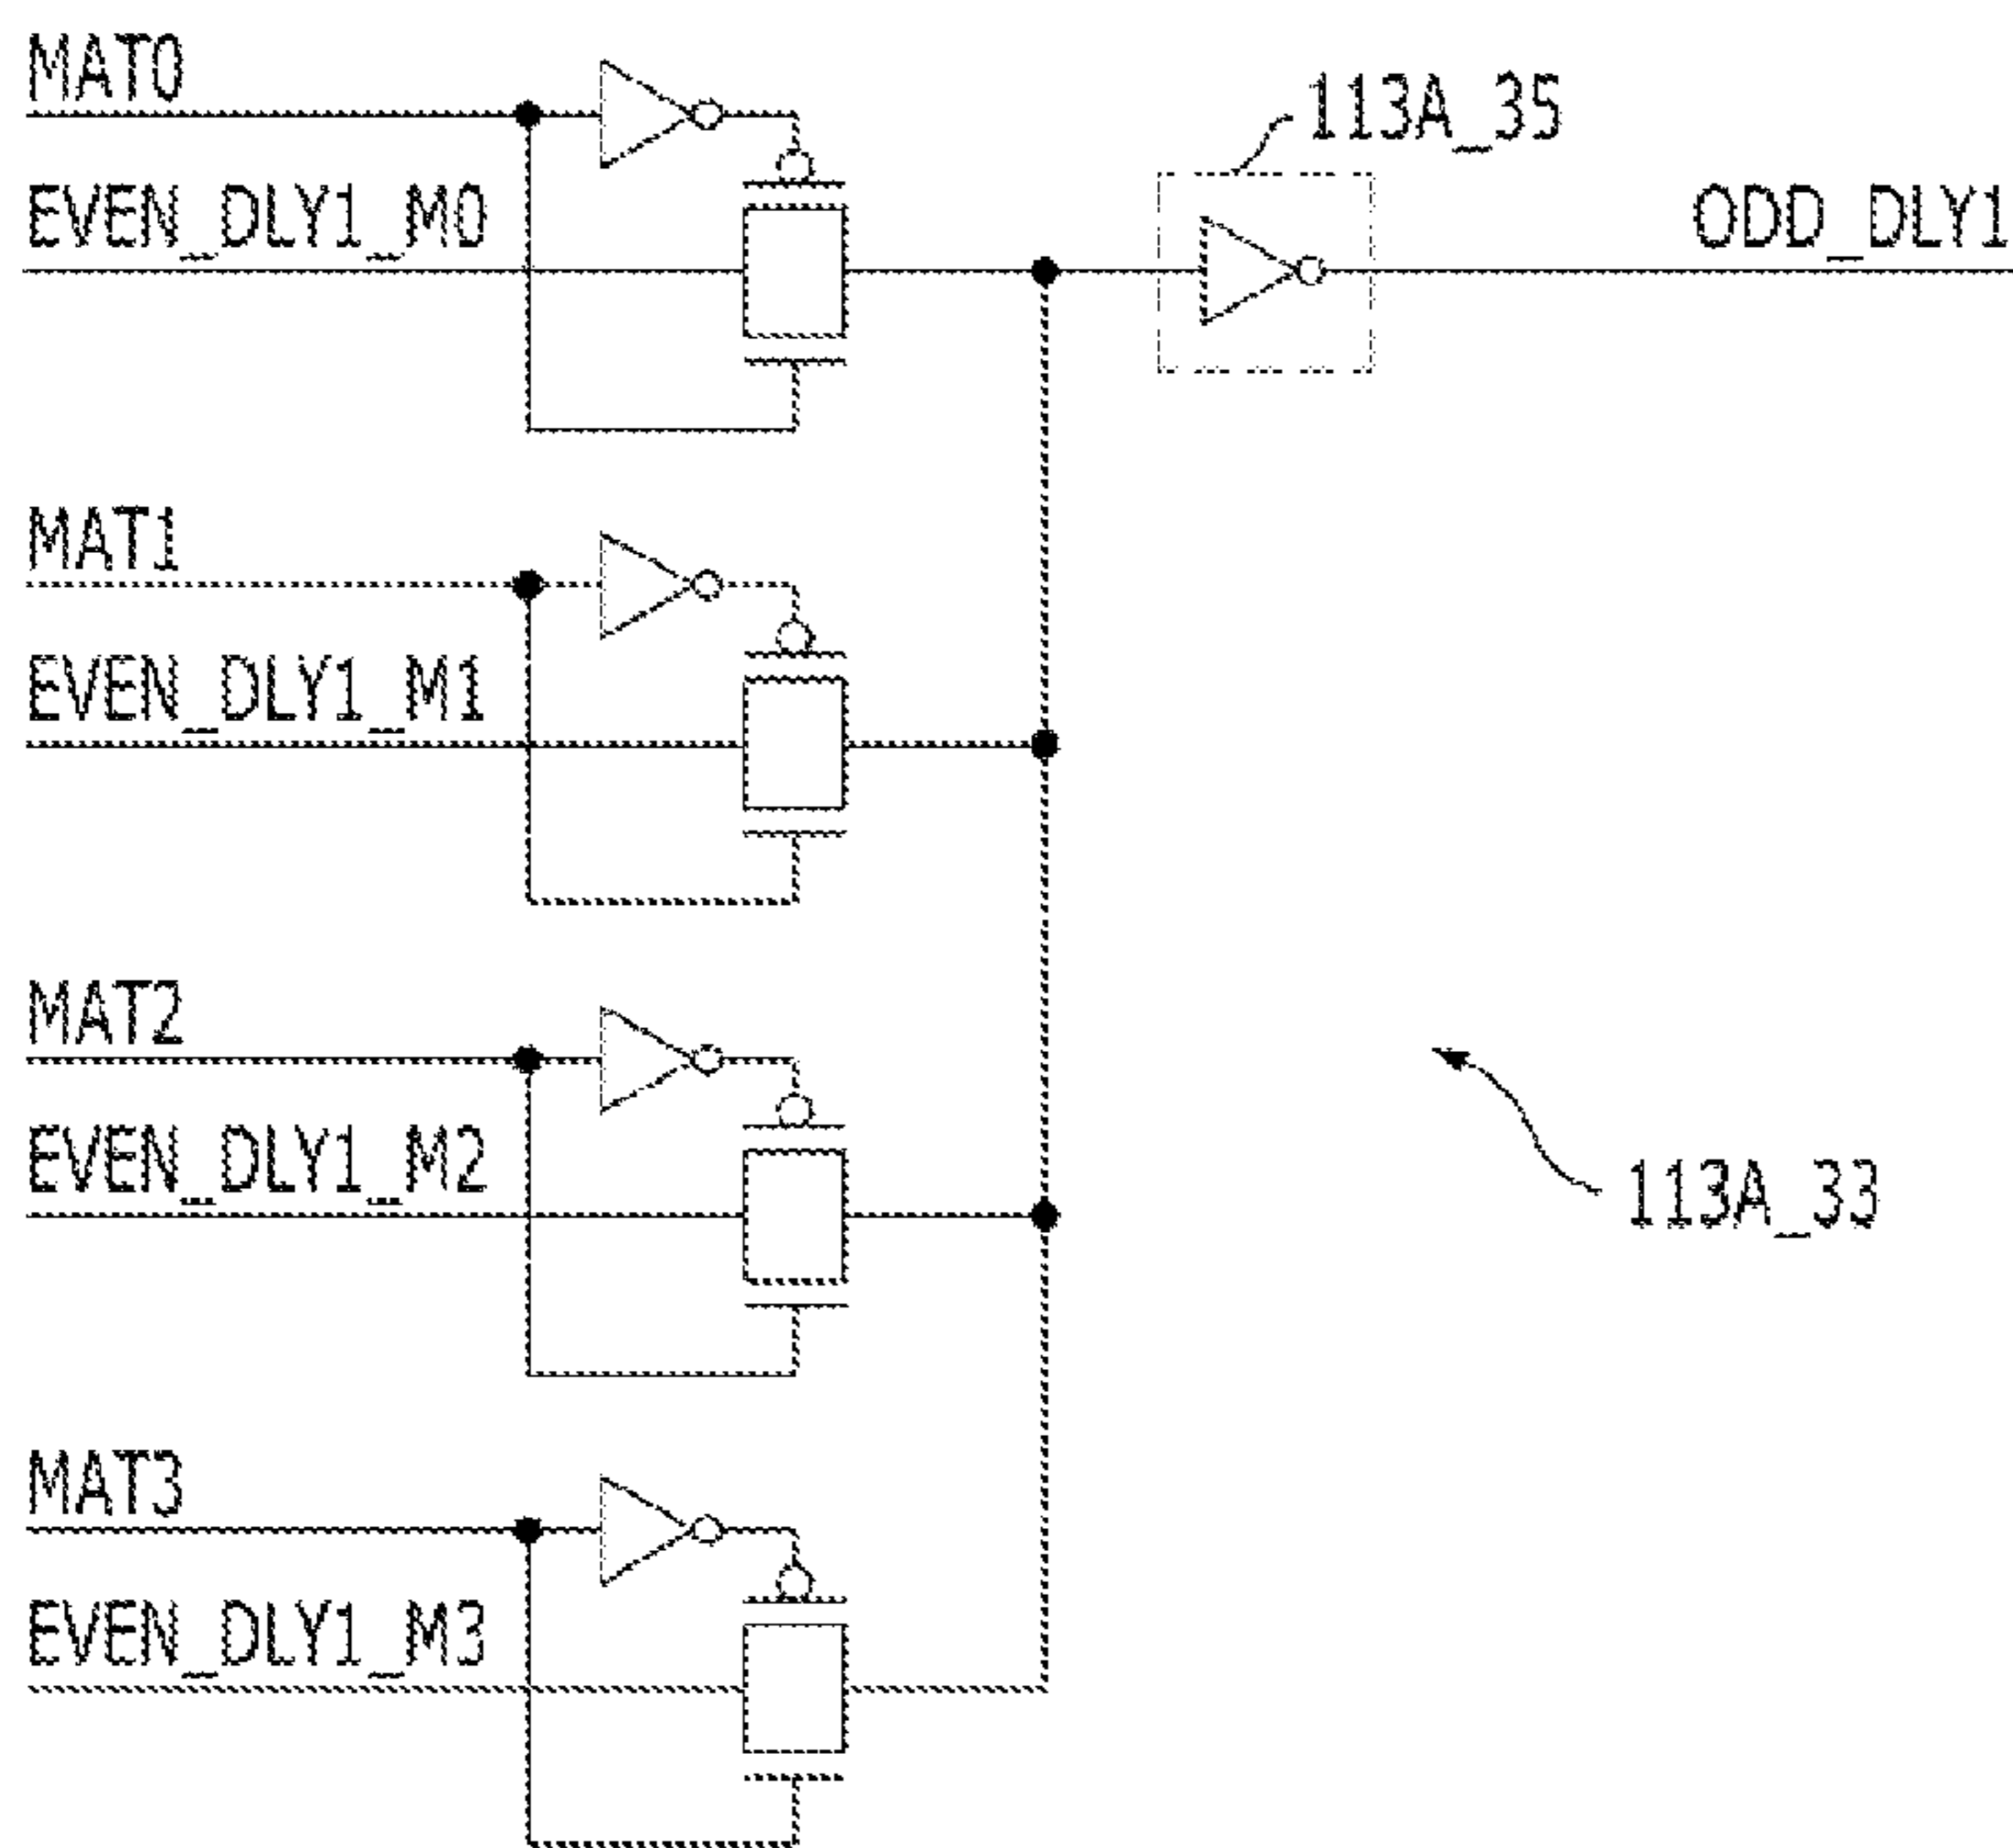 MAT0
113A_35
EVEN_DLY1_M0
ODD_DLY1
MAT1
EVEN_DLY1_M1
MAT2
EVEN_DLY1_M2
113A_33
MAT3
EVEN_DLY1_M3